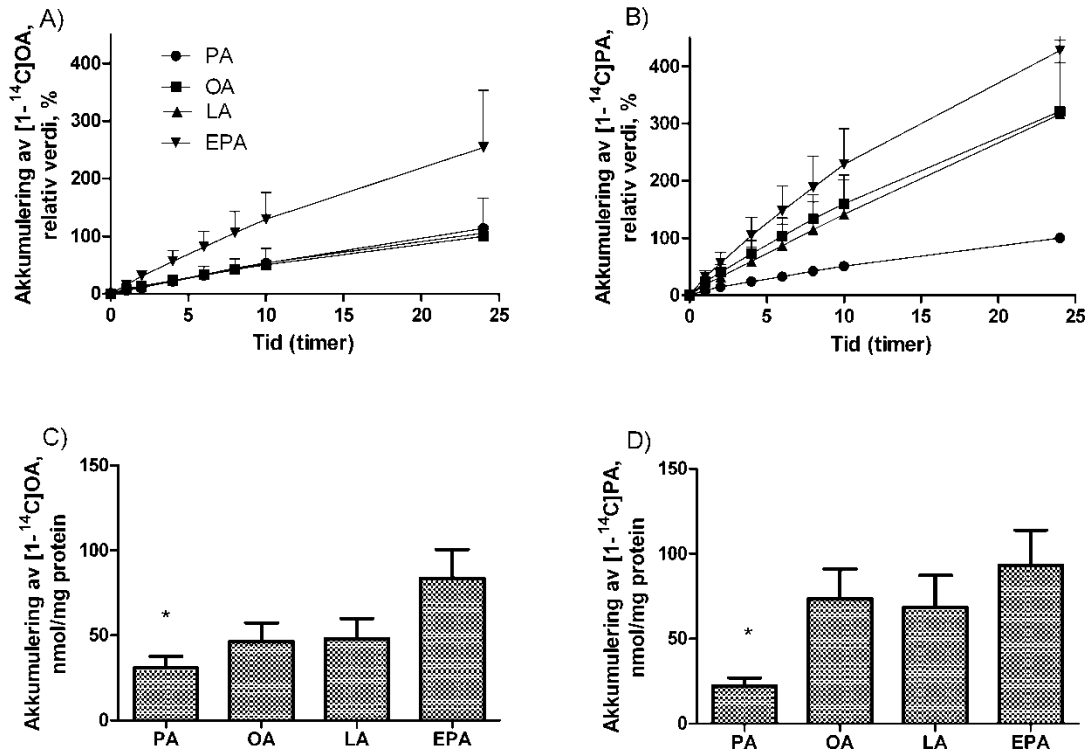 A)
Akkumulering av [1-¹⁴C]OA,
relativ verdi, %
400
300
200
100
0
PA
OA
LA
EPA
0 5 10 15 20 25
Tid (timer)
B)
Akkumulering av [1-¹⁴C]PA,
relativ verdi, %
400
300
200
100
0
0 5 10 15 20 25
Tid (timer)
C)
Akkumulering av [1-¹⁴C]OA,
nmol/mg protein
150
100
50
0
*
PA OA LA EPA
D)
Akkumulering av [1-¹⁴C]PA,
nmol/mg protein
150
100
50
0
*
PA OA LA EPA